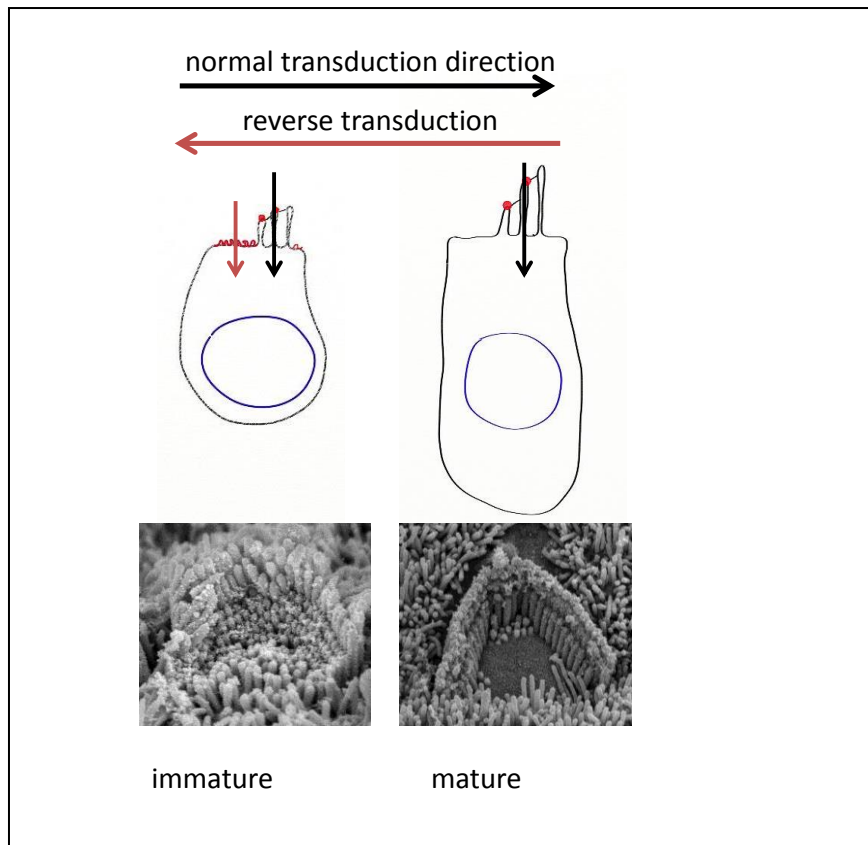 normal transduction direction
reverse transduction
immature
mature